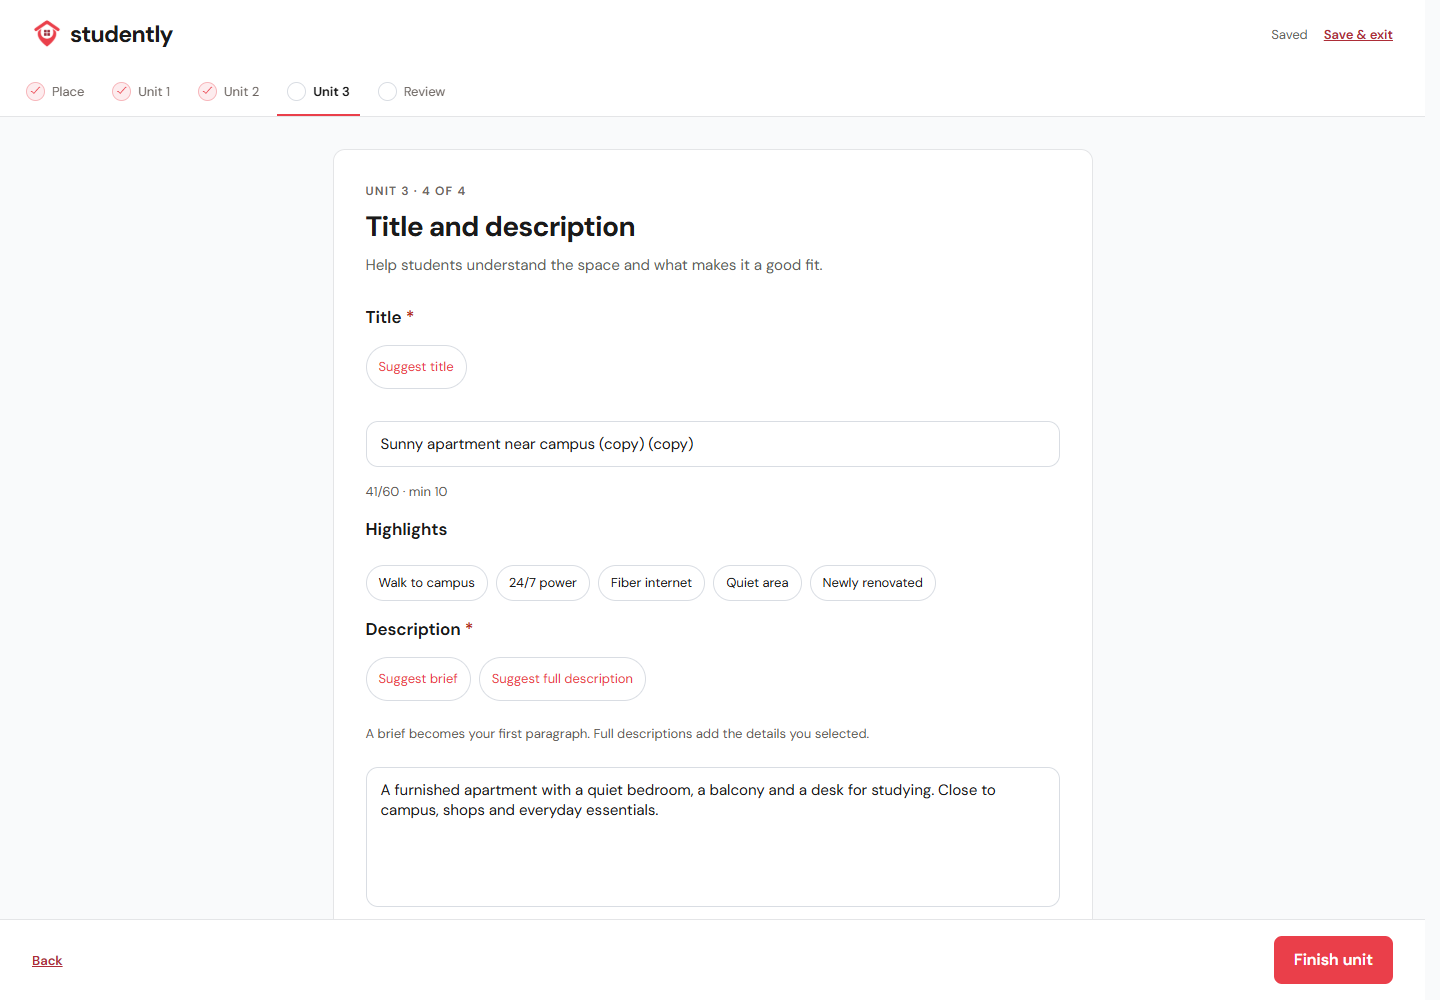 studently
Saved
Save & exit
Place
Unit 1
Unit 2
Unit 3
Review
UNIT 3 · 4 OF 4
Title and description
Help students understand the space and what makes it a good fit.
Title *
Suggest title
Sunny apartment near campus (copy) (copy)
41/60 · min 10
Highlights
Walk to campus
24/7 power
Fiber internet
Quiet area
Newly renovated
Description *
Suggest brief
Suggest full description
A brief becomes your first paragraph. Full descriptions add the details you selected.
A furnished apartment with a quiet bedroom, a balcony and a desk for studying. Close to
campus, shops and everyday essentials.
Back
Finish unit